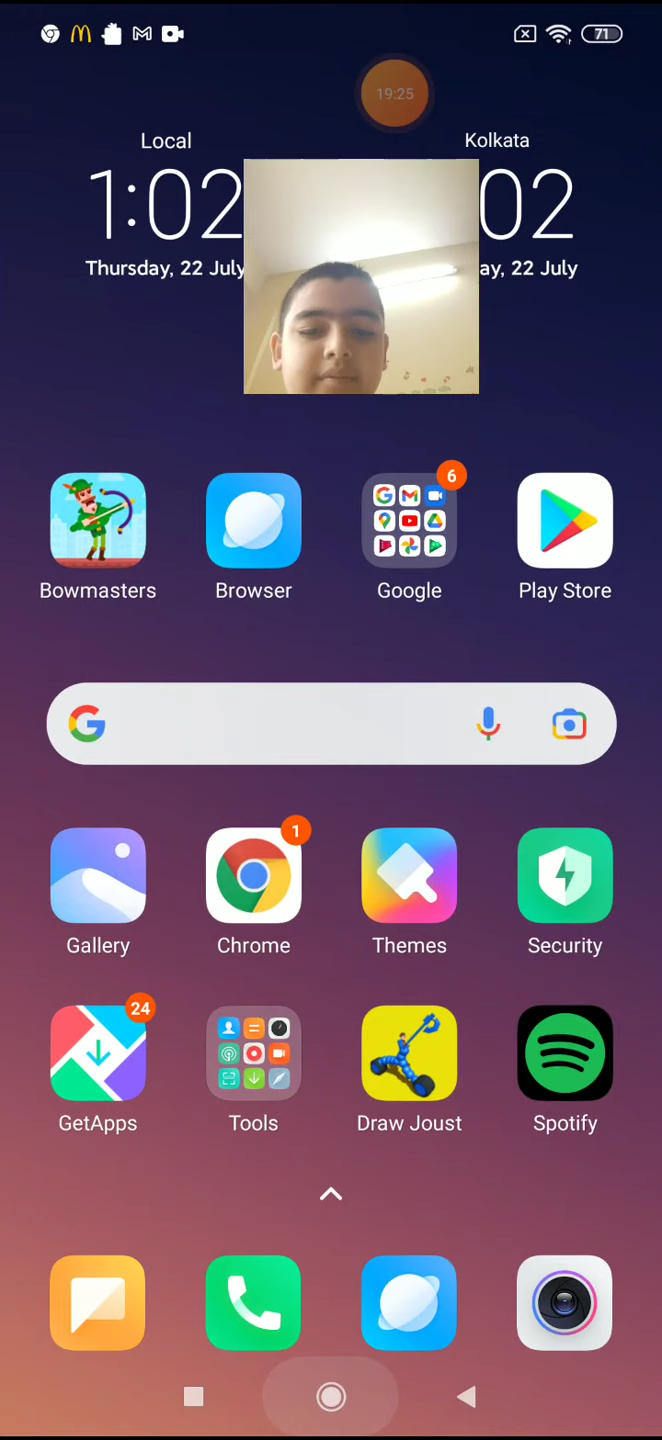 71
19:25
Local
Kolkata
1:02
02
Thursday, 22 July
ay, 22 July
6
Bowmasters
Browser
Google
Play Store
1
Gallery
Chrome
Themes
Security
24
GetApps
Tools
Draw Joust
Spotify